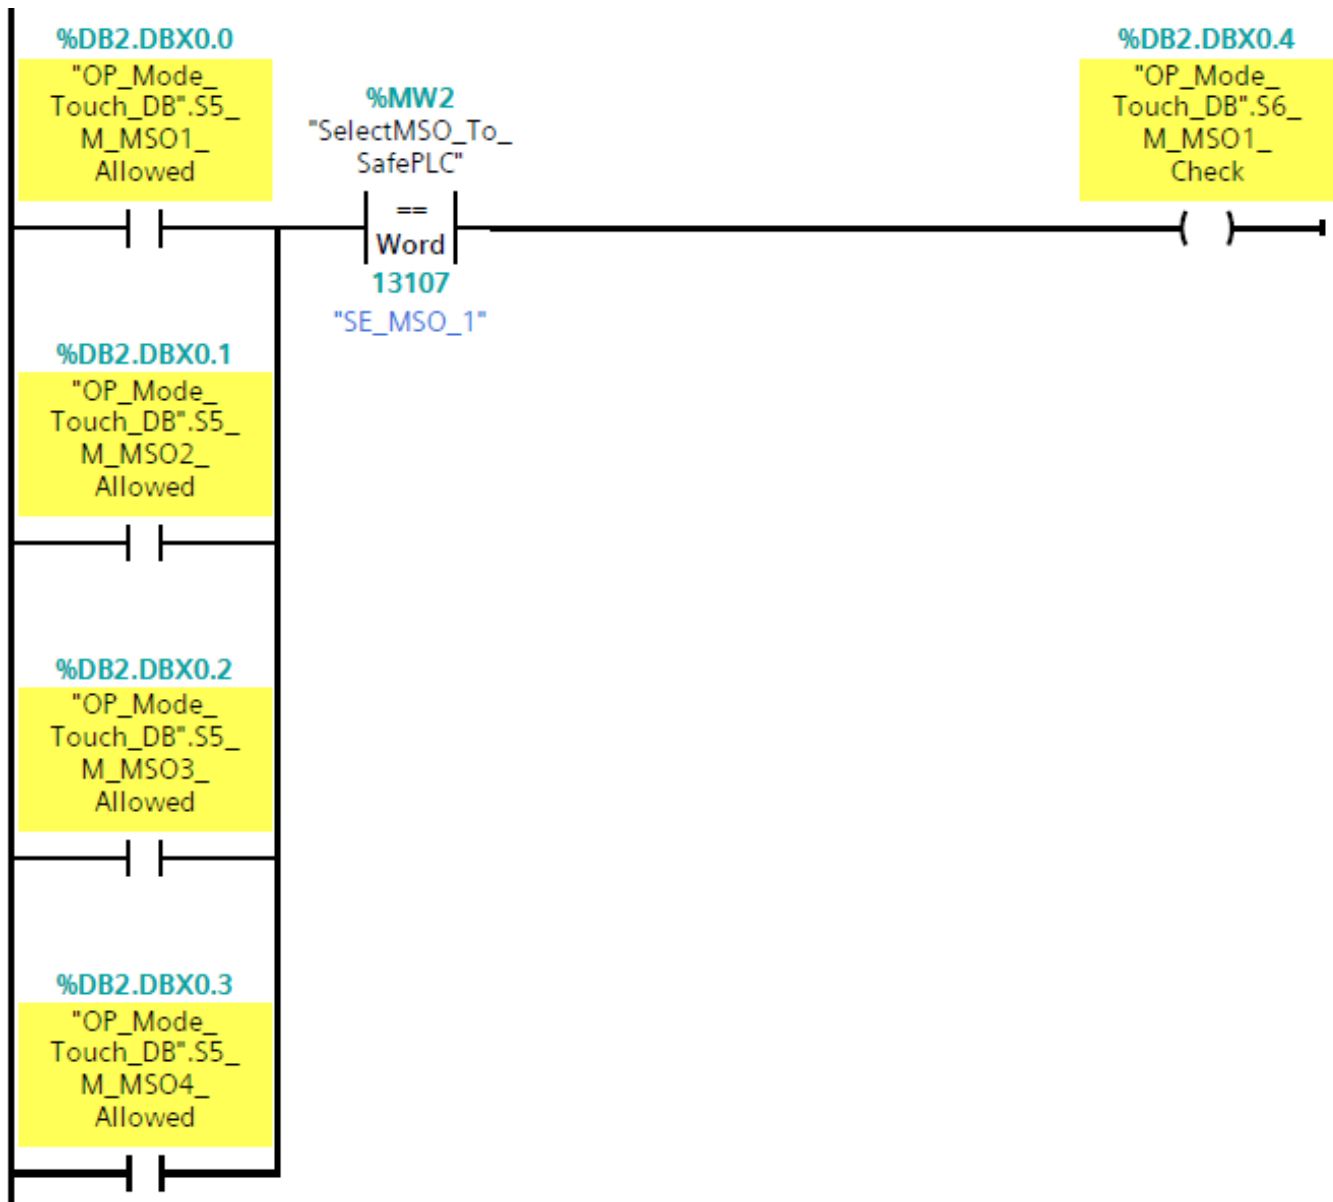 %DB2.DBX0.0
"OP_Mode_
Touch_DB".S5_
M_MSO1_
Allowed
%MW2
"SelectMSO_To_
SafePLC"
==
Word
13107
"SE_MSO_1"
%DB2.DBX0.4
"OP_Mode_
Touch_DB".S6_
M_MSO1_
Check
%DB2.DBX0.1
"OP_Mode_
Touch_DB".S5_
M_MSO2_
Allowed
%DB2.DBX0.2
"OP_Mode_
Touch_DB".S5_
M_MSO3_
Allowed
%DB2.DBX0.3
"OP_Mode_
Touch_DB".S5_
M_MSO4_
Allowed